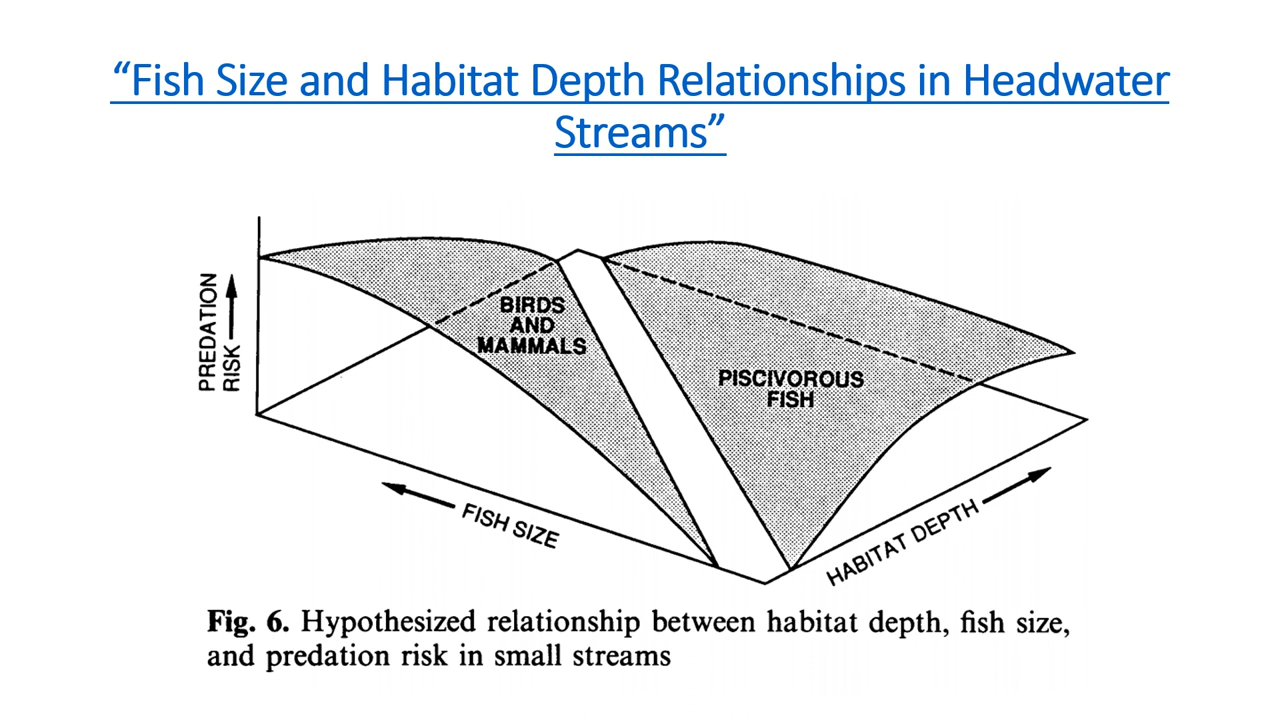 “Fish Size and Habitat Depth Relationships in Headwater
Streams”
PREDATION
RISK
BIRDS
AND
MAMMALS
PISCIVOROUS
FISH
FISH SIZE
HABITAT DEPTH
Fig. 6. Hypothesized relationship between habitat depth, fish size,
and predation risk in small streams